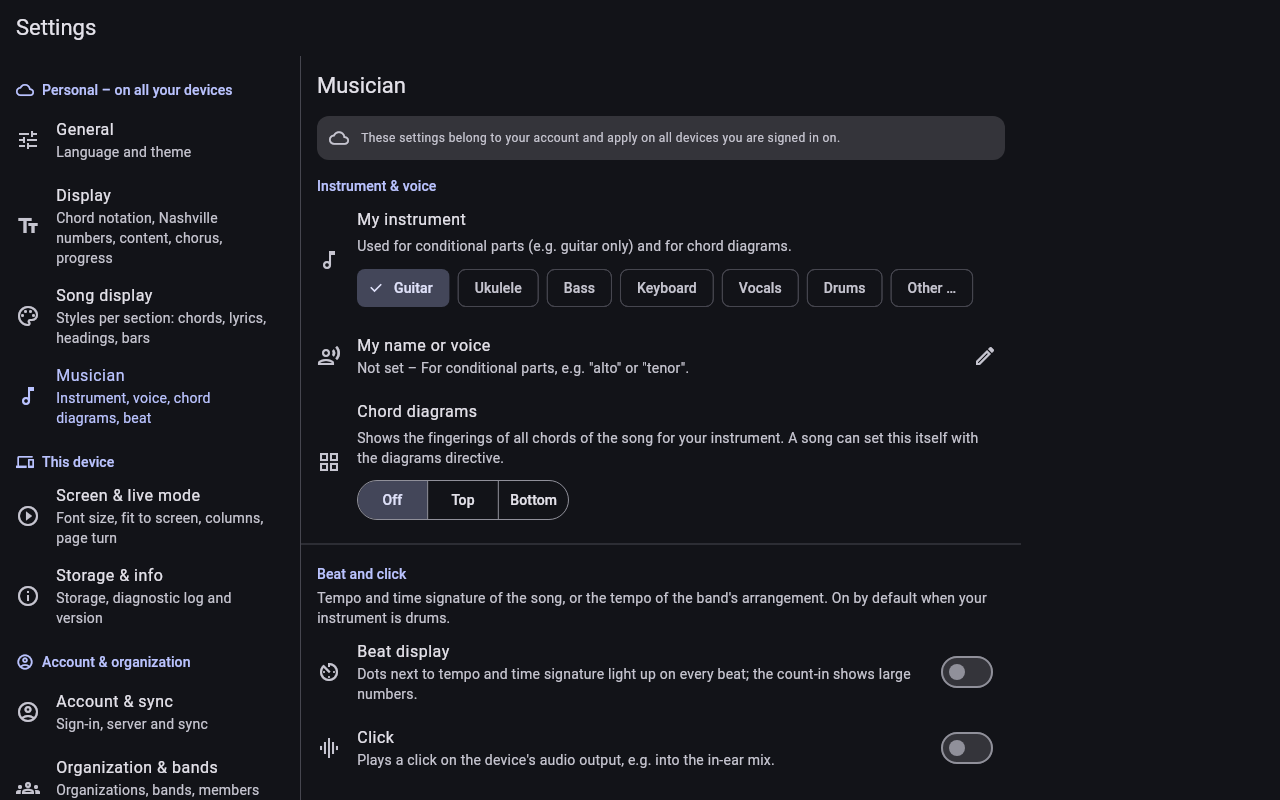 Settings
Personal – on all your devices
General
Language and theme
Display
Chord notation, Nashville
numbers, content, chorus,
progress
Song display
Styles per section: chords, lyrics,
headings, bars
Musician
Instrument, voice, chord
diagrams, beat
This device
Screen & live mode
Font size, fit to screen, columns,
page turn
Storage & info
Storage, diagnostic log and
version
Account & organization
Account & sync
Sign-in, server and sync
Organization & bands
Organizations, bands, members
Musician
These settings belong to your account and apply on all devices you are signed in on.
Instrument & voice
My instrument
Used for conditional parts (e.g. guitar only) and for chord diagrams.
Guitar Ukulele Bass Keyboard Vocals Drums Other ...
My name or voice
Not set – For conditional parts, e.g. "alto" or "tenor".
Chord diagrams
Shows the fingerings of all chords of the song for your instrument. A song can set this itself with
the diagrams directive.
Off Top Bottom
Beat and click
Tempo and time signature of the song, or the tempo of the band's arrangement. On by default when your
instrument is drums.
Beat display
Dots next to tempo and time signature light up on every beat; the count-in shows large
numbers.
Click
Plays a click on the device's audio output, e.g. into the in-ear mix.